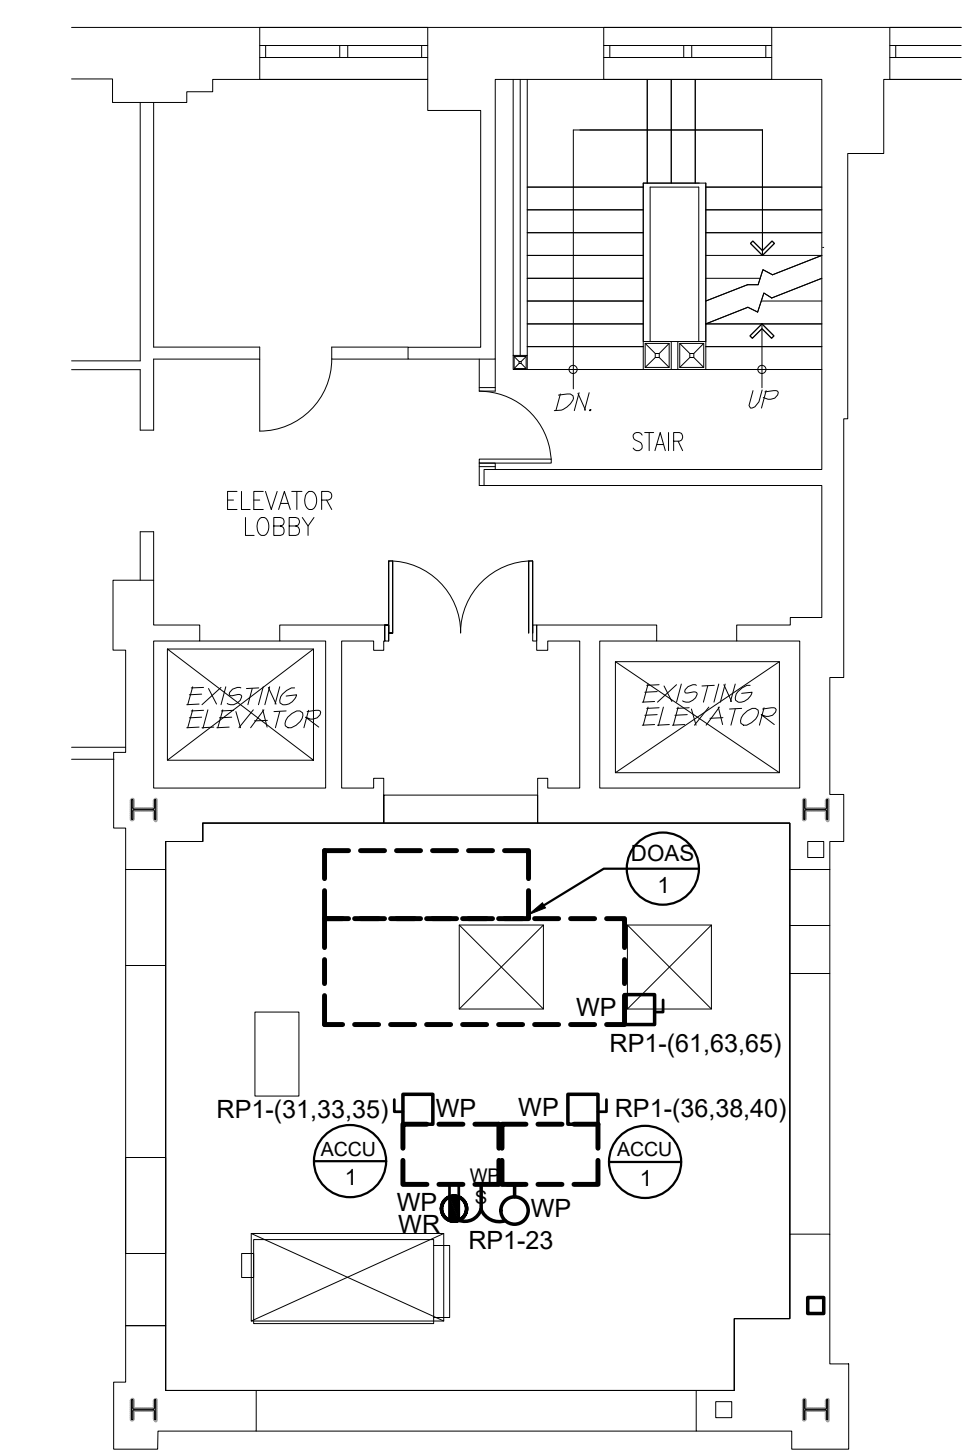 DN.
UP
STAIR
ELEVATOR
LOBBY
EXISTING
ELEVATOR
EXISTING
ELEVATOR
DOAS
1
WP
RP1-(61,63,65)
RP1-(31,33,35)
WP
WP
RP1-(36,38,40)
ACCU
1
ACCU
1
WP
S
WP
WR
WP
RP1-23